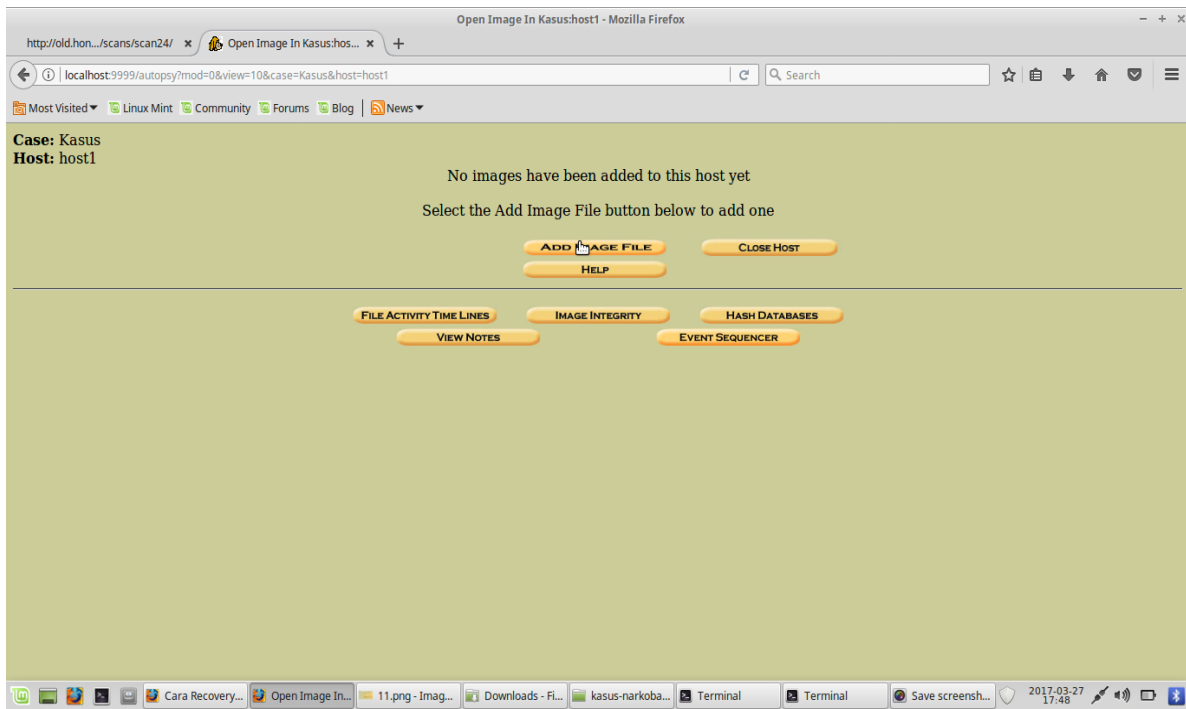 Open Image In Kasus:host1 - Mozilla Firefox
http://old.hon.../scans/scan24/
Open Image In Kasus:hos...
localhost:9999/autopsy?mod=0&view=10&case=Kasus&host=host1
Search
Most Visited
Linux Mint
Community
Forums
Blog
News
Case: Kasus
Host: host1
No images have been added to this host yet
Select the Add Image File button below to add one
ADD IMAGE FILE
CLOSE HOST
HELP
FILE ACTIVITY TIME LINES
IMAGE INTEGRITY
HASH DATABASES
VIEW NOTES
EVENT SEQUENCER
Cara Recovery...
Open Image In...
11.png - Imag...
Downloads - Fi...
kasus-narkoba...
Terminal
Terminal
Save screensh...
2017-03-27
17:48